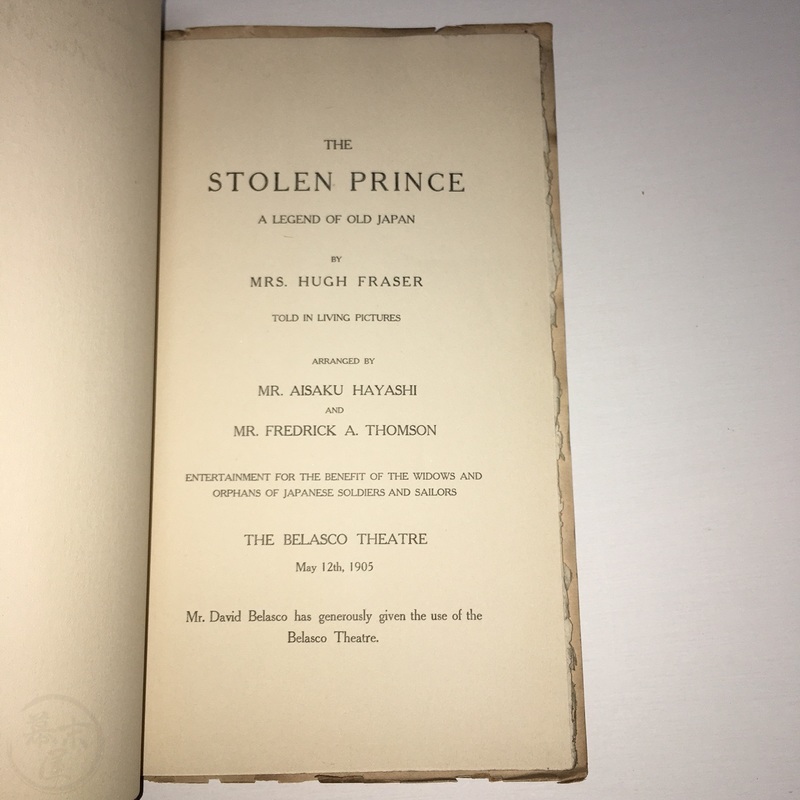 THE
STOLEN PRINCE
A LEGEND OF OLD JAPAN
BY
MRS. HUGH FRASER
TOLD IN LIVING PICTURES
ARRANGED BY
MR. AISAKU HAYASHI
AND
MR. FREDRICK A. THOMSON
ENTERTAINMENT FOR THE BENEFIT OF THE WIDOWS AND
ORPHANS OF JAPANESE SOLDIERS AND SAILORS
THE BELASCO THEATRE
May 12th, 1905
Mr. David Belasco has generously given the use of the
Belasco Theatre.